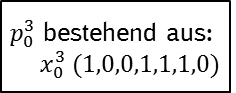 p₀³ bestehend aus:
x₀³ (1,0,0,1,1,1,0)